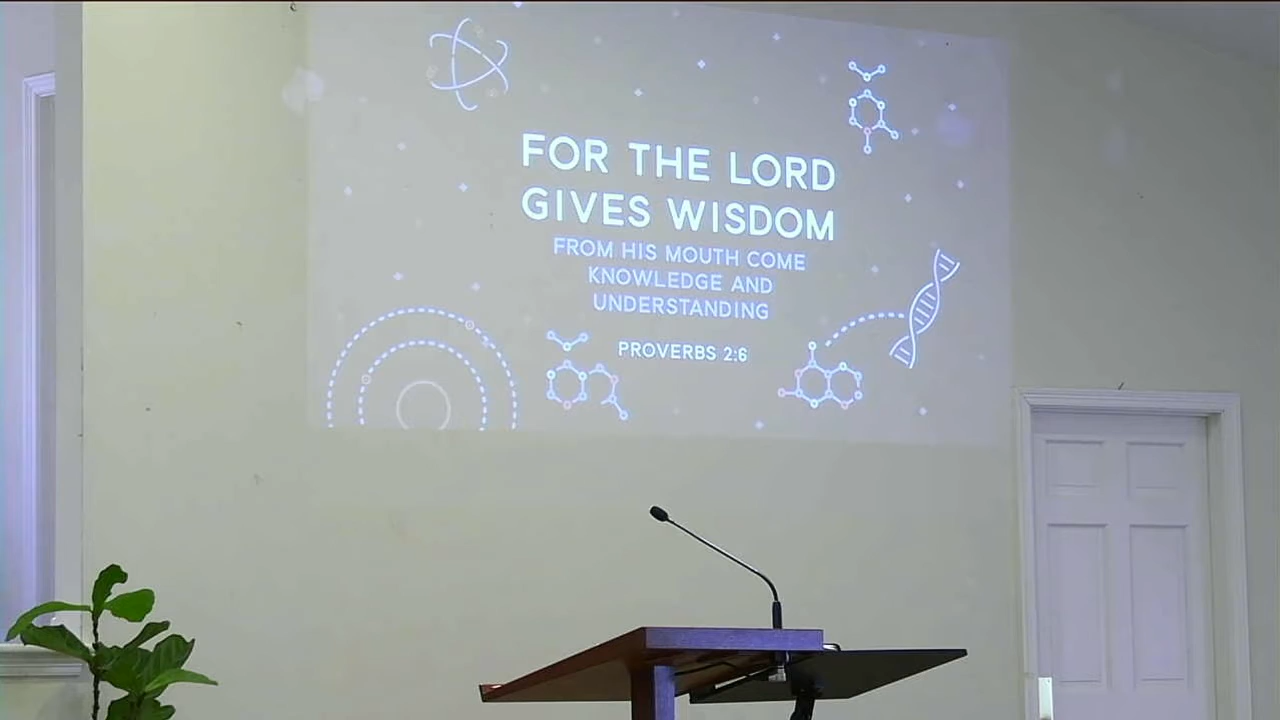 FOR THE LORD
GIVES WISDOM
FROM HIS MOUTH COME
KNOWLEDGE AND
UNDERSTANDING
PROVERBS 2:6